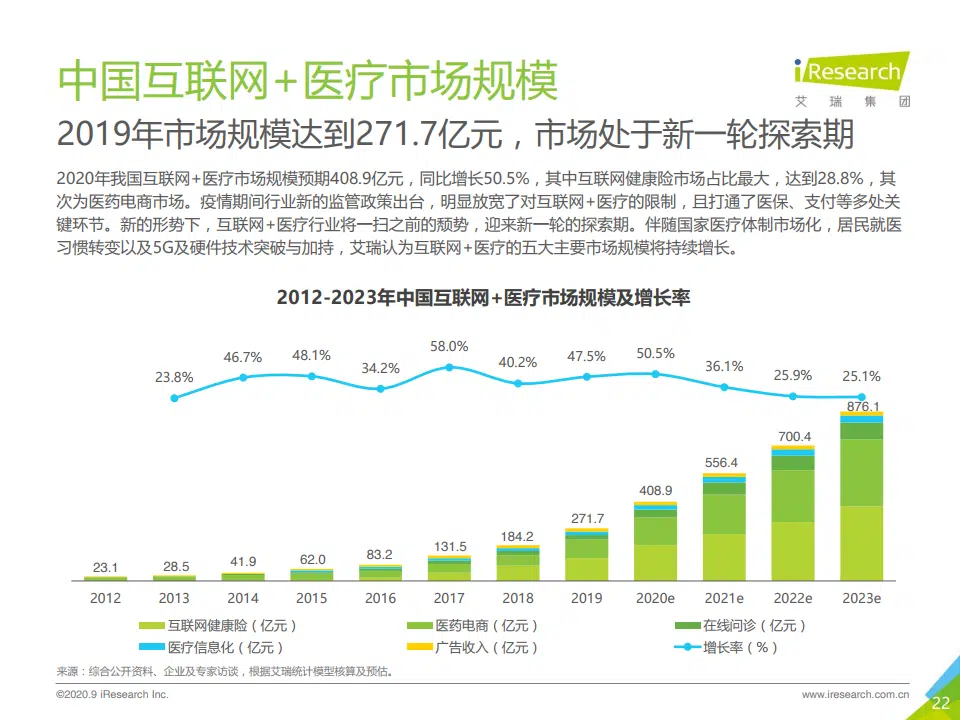 中国互联网+医疗市场规模
iResearch
艾 瑞 集 团
2019年市场规模达到271.7亿元，市场处于新一轮探索期
2020年我国互联网+医疗市场规模预期408.9亿元，同比增长50.5%，其中互联网健康险市场占比最大，达到28.8%，其
次为医药电商市场。疫情期间行业新的监管政策出台，明显放宽了对互联网+医疗的限制，且打通了医保、支付等多处关
键环节。新的形势下，互联网+医疗行业将一扫之前的颓势，迎来新一轮的探索期。伴随国家医疗体制市场化，居民就医
习惯转变以及5G及硬件技术突破与加持，艾瑞认为互联网+医疗的五大主要市场规模将持续增长。
2012-2023年中国互联网+医疗市场规模及增长率
23.8% 46.7% 48.1% 34.2% 58.0% 40.2% 47.5% 50.5% 36.1% 25.9% 25.1%
23.1 28.5 41.9 62.0 83.2 131.5 184.2 271.7 408.9 556.4 700.4 876.1
2012 2013 2014 2015 2016 2017 2018 2019 2020e 2021e 2022e 2023e
互联网健康险（亿元） 医药电商（亿元） 在线问诊（亿元）
医疗信息化（亿元） 广告收入（亿元） 增长率（%）
来源：综合公开资料、企业及专家访谈，根据艾瑞统计模型核算及预估。
©2020.9 iResearch Inc. www.iresearch.com.cn
22